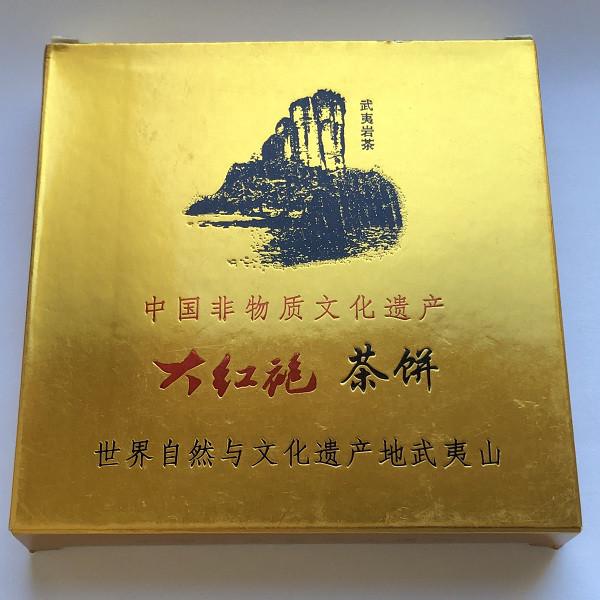 武夷岩茶
中国非物质文化遗产
大红袍 茶饼
世界自然与文化遗产地武夷山